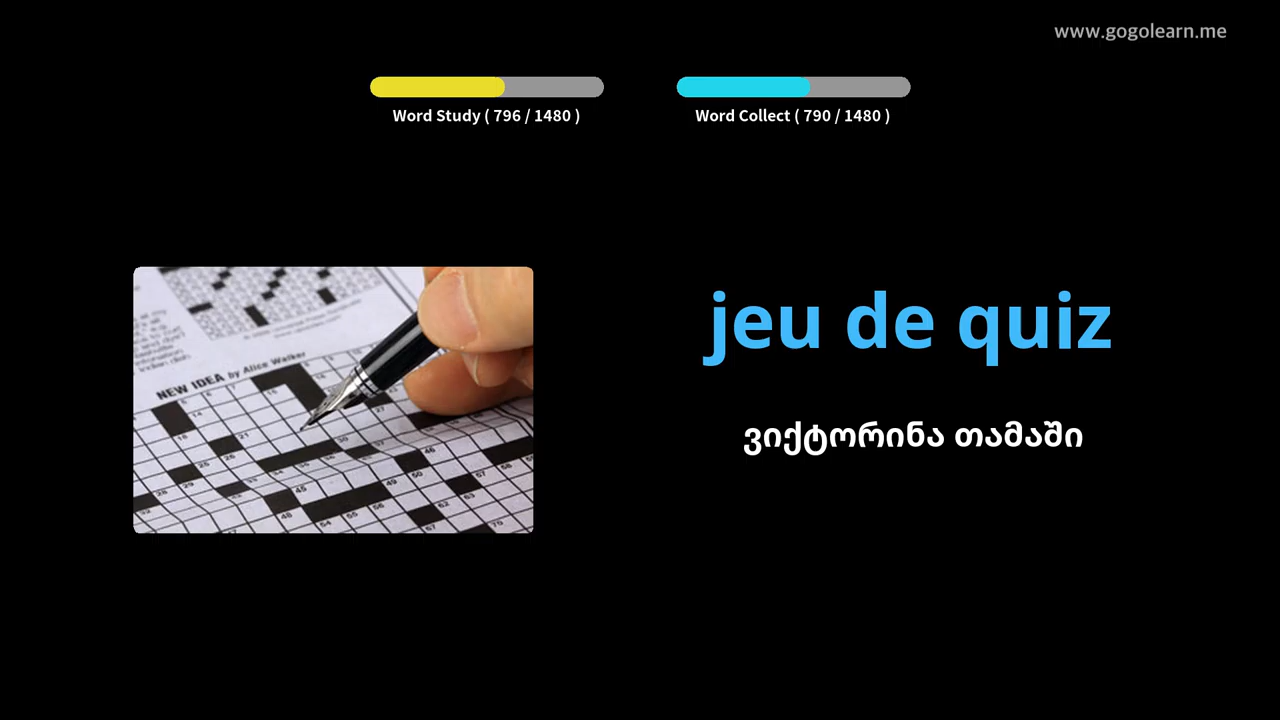 www.gogolearn.me
Word Study ( 796 / 1480 )
Word Collect ( 790 / 1480 )
NEW IDEA by Alice Walker
jeu de quiz
ვიქტორინა თამაში